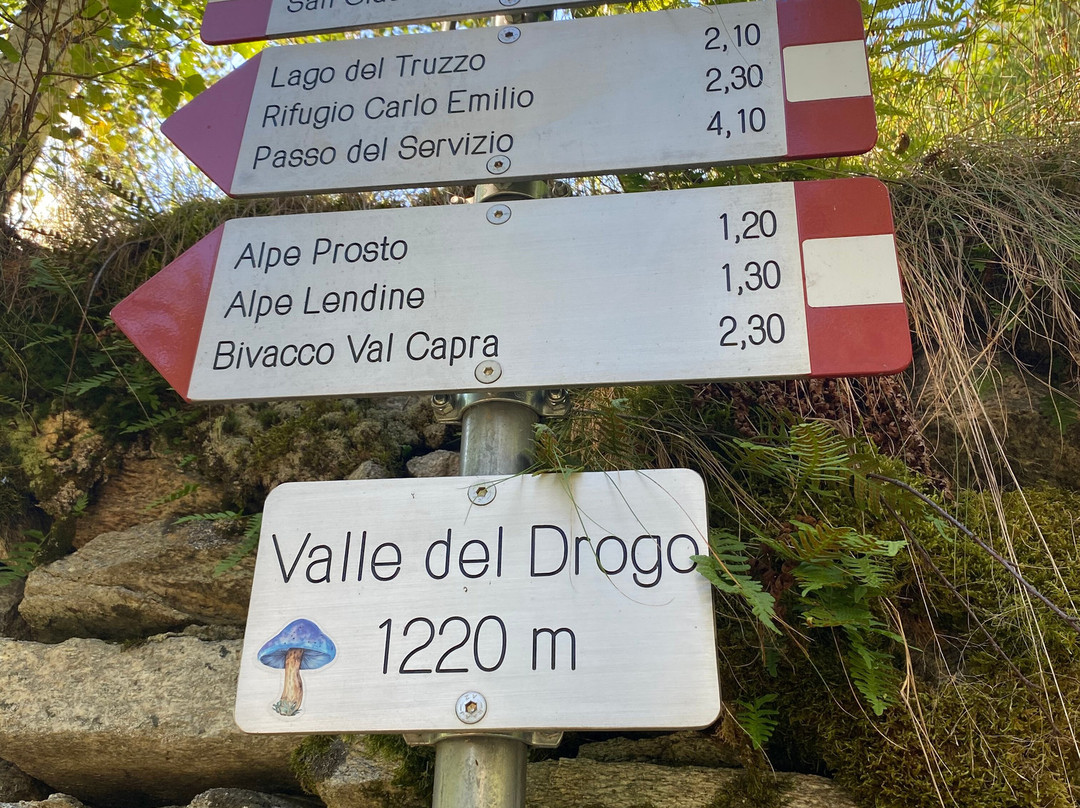 Lago del Truzzo 2,10
Rifugio Carlo Emilio 2,30
Passo del Servizio 4,10
Alpe Prosto 1,20
Alpe Lendine 1,30
Bivacco Val Capra 2,30
Valle del Drogo
1220 m